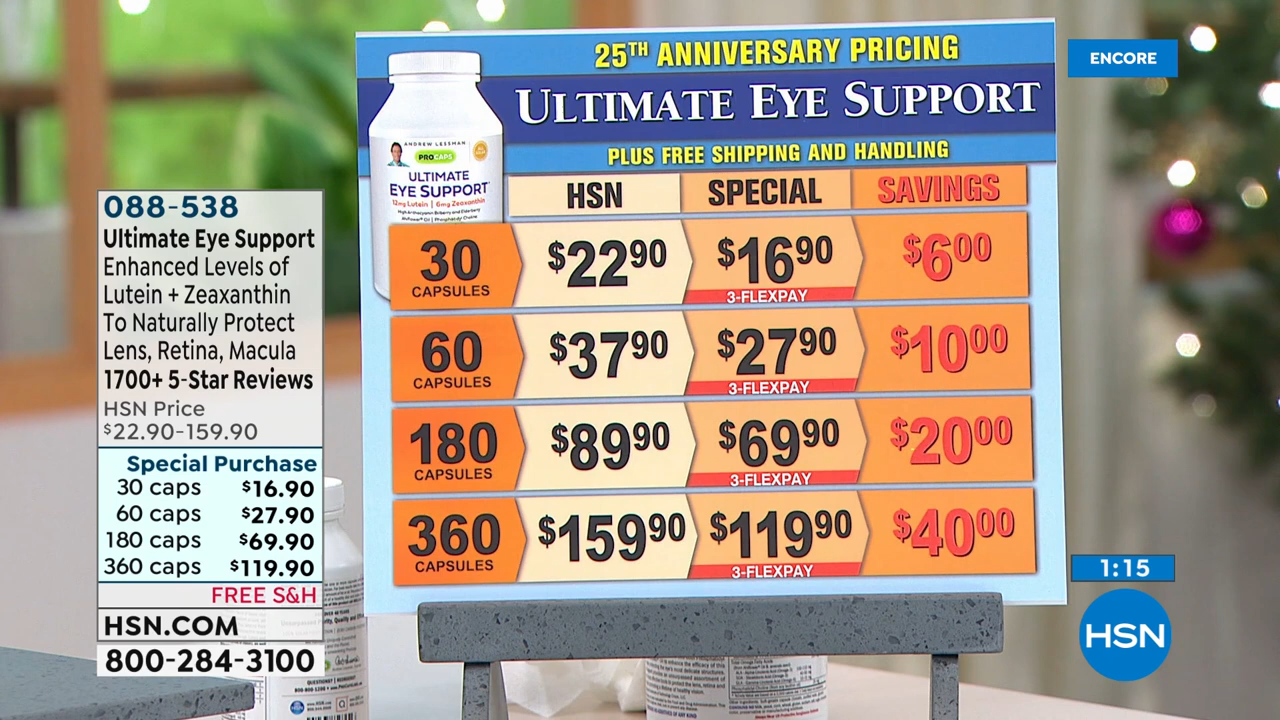 25TH ANNIVERSARY PRICING
ULTIMATE EYE SUPPORT
PLUS FREE SHIPPING AND HANDLING
HSN SPECIAL SAVINGS
30 CAPSULES $22.90 $16.90 3-FLEXPAY $6.00
60 CAPSULES $37.90 $27.90 3-FLEXPAY $10.00
180 CAPSULES $89.90 $69.90 3-FLEXPAY $20.00
360 CAPSULES $159.90 $119.90 3-FLEXPAY $40.00
ANDREW LESSMAN
PROCAPS
ULTIMATE
EYE SUPPORT
12mg Lutein | 6mg Zeaxanthin
ENCORE
088-538
Ultimate Eye Support
Enhanced Levels of
Lutein + Zeaxanthin
To Naturally Protect
Lens, Retina, Macula
1700+ 5-Star Reviews
HSN Price
$22.90-159.90
Special Purchase
30 caps $16.90
60 caps $27.90
180 caps $69.90
360 caps $119.90
FREE S&H
HSN.COM
800-284-3100
1:15
HSN